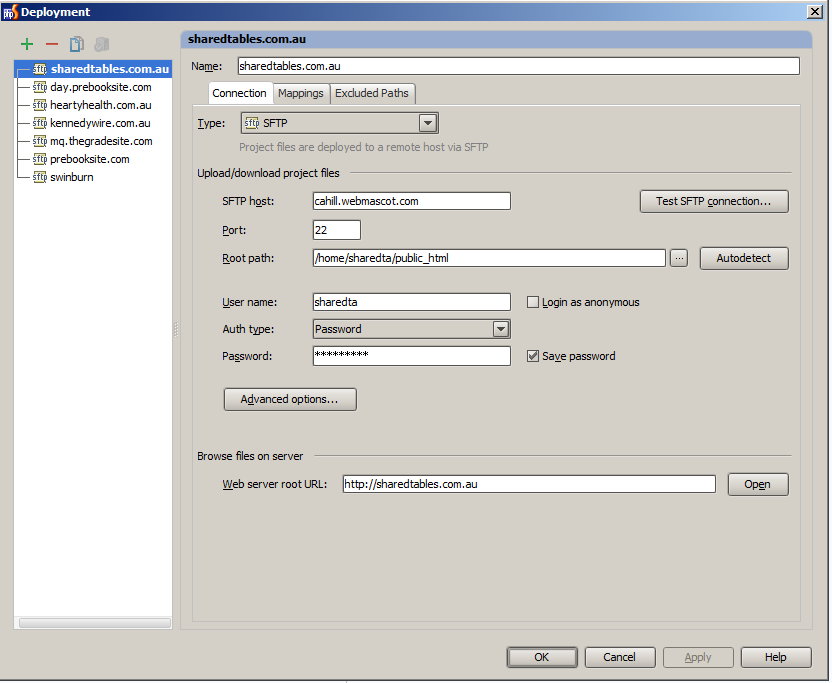 Deployment
sharedtables.com.au
day.prebooksite.com
heartyhealth.com.au
kennedywire.com.au
mq.thegradesite.com
prebooksite.com
swinburn
sharedtables.com.au
Name: sharedtables.com.au
Connection Mappings Excluded Paths
Type: SFTP
Project files are deployed to a remote host via SFTP
Upload/download project files
SFTP host: cahill.webmascot.com Test SFTP connection...
Port: 22
Root path: /home/sharedta/public_html ... Autodetect
User name: sharedta Login as anonymous
Auth type: Password
Password: ********* Save password
Advanced options...
Browse files on server
Web server root URL: http://sharedtables.com.au Open
OK Cancel Apply Help